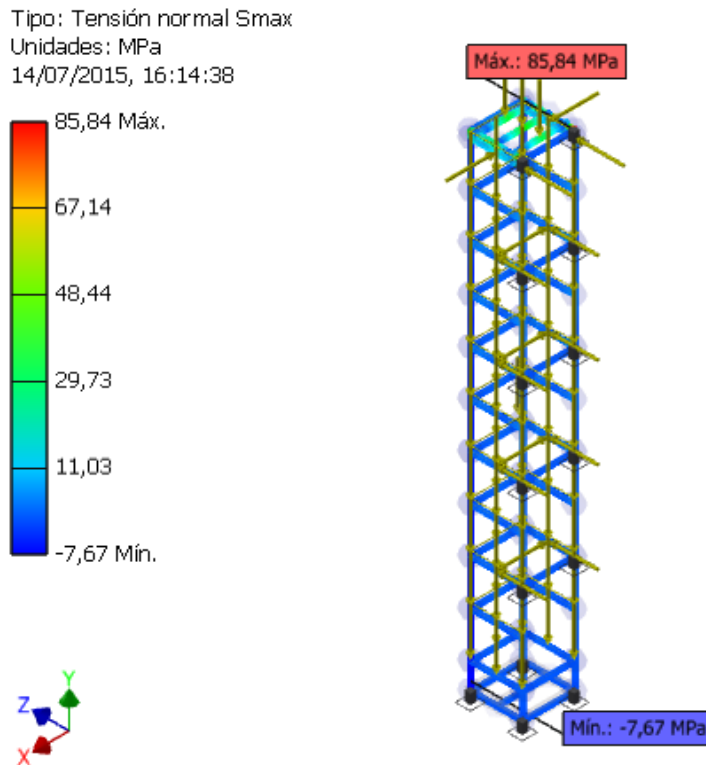 Tipo: Tensión normal Smax
Unidades: MPa
14/07/2015, 16:14:38
Máx.: 85,84 MPa
85,84 Máx.
67,14
48,44
29,73
11,03
-7,67 Mín.
Y
Z
X
Mín.: -7,67 MPa